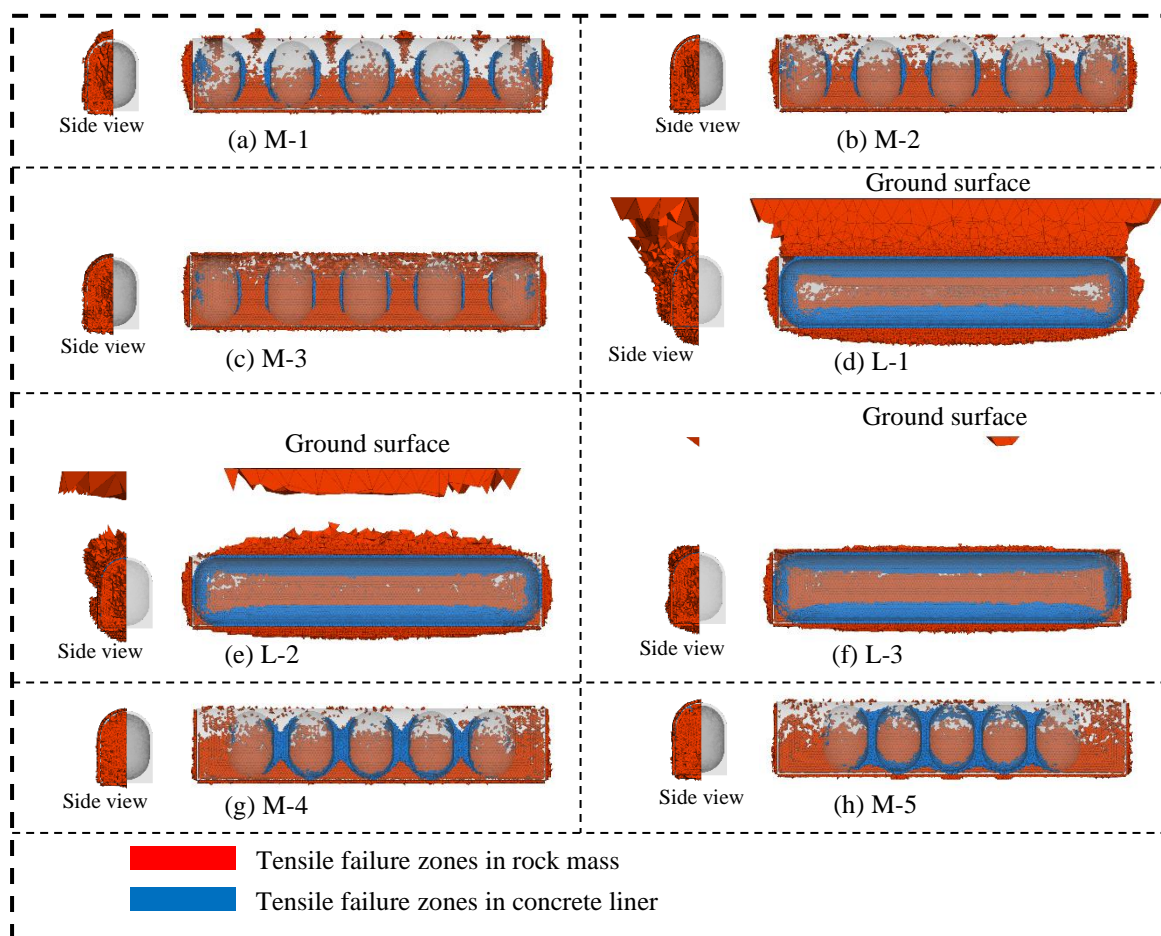 Side view
(a) M-1
Side view
(b) M-2
Side view
(c) M-3
Ground surface
Side view
(d) L-1
Ground surface
Side view
(e) L-2
Ground surface
Side view
(f) L-3
Side view
(g) M-4
Side view
(h) M-5
Tensile failure zones in rock mass
Tensile failure zones in concrete liner